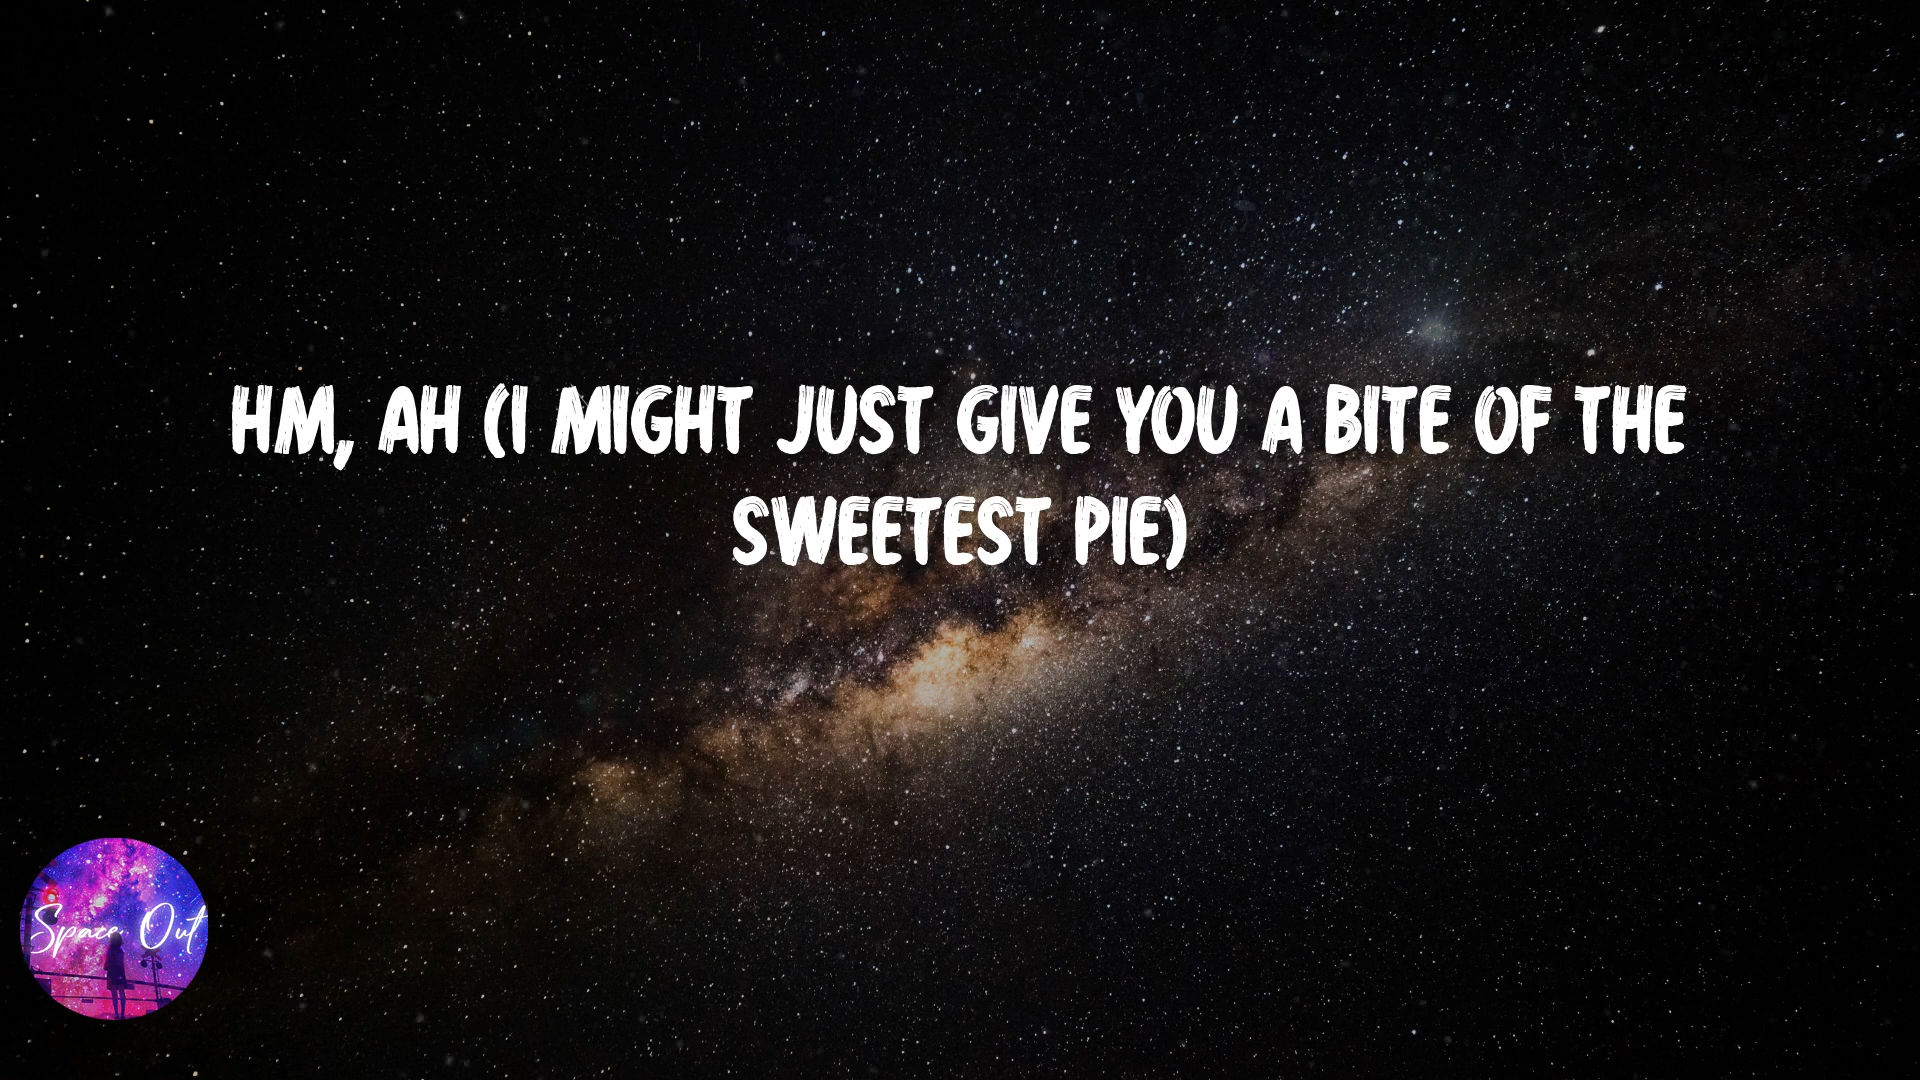 HM, AH (I MIGHT JUST GIVE YOU A BITE OF THE
SWEETEST PIE)
Space Out